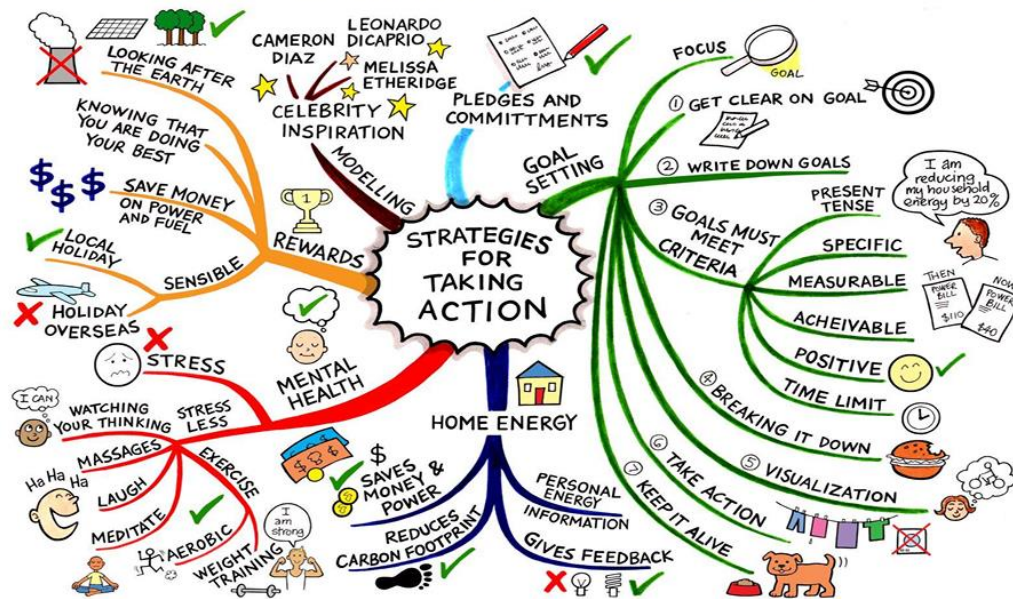 STRATEGIES
FOR
TAKING
ACTION
GOAL
SETTING
FOCUS
GOAL
① GET CLEAR ON GOAL
② WRITE DOWN GOALS
③ GOALS MUST
MEET
CRITERIA
PRESENT
TENSE
I am
reducing
my household
energy by 20%
SPECIFIC
MEASURABLE
THEN
POWER
BILL
$110
NOW
POWER
BILL
$40
ACHEIVABLE
POSITIVE
TIME LIMIT
④ BREAKING IT DOWN
⑤ VISUALIZATION
⑥ TAKE ACTION
⑦ KEEP IT ALIVE
HOME ENERGY
PERSONAL
ENERGY
INFORMATION
GIVES FEEDBACK
$
SAVES
MONEY &
POWER
REDUCES
CARBON FOOTPRINT
MENTAL
HEALTH
STRESS
STRESS
LESS
I CAN
WATCHING
YOUR THINKING
MASSAGES
Ha Ha Ha Ha
LAUGH
MEDITATE
EXERCISE
AEROBIC
WEIGHT
TRAINING
I
am
strong
REWARDS
LOOKING AFTER
THE EARTH
KNOWING THAT
YOU ARE DOING
YOUR BEST
$ $ $
SAVE MONEY
ON POWER
AND FUEL
SENSIBLE
LOCAL
HOLIDAY
HOLIDAY
OVERSEAS
MODELLING
CELEBRITY
INSPIRATION
CAMERON
DIAZ
LEONARDO
DICAPRIO
MELISSA
ETHERIDGE
PLEDGES AND
COMMITTMENTS